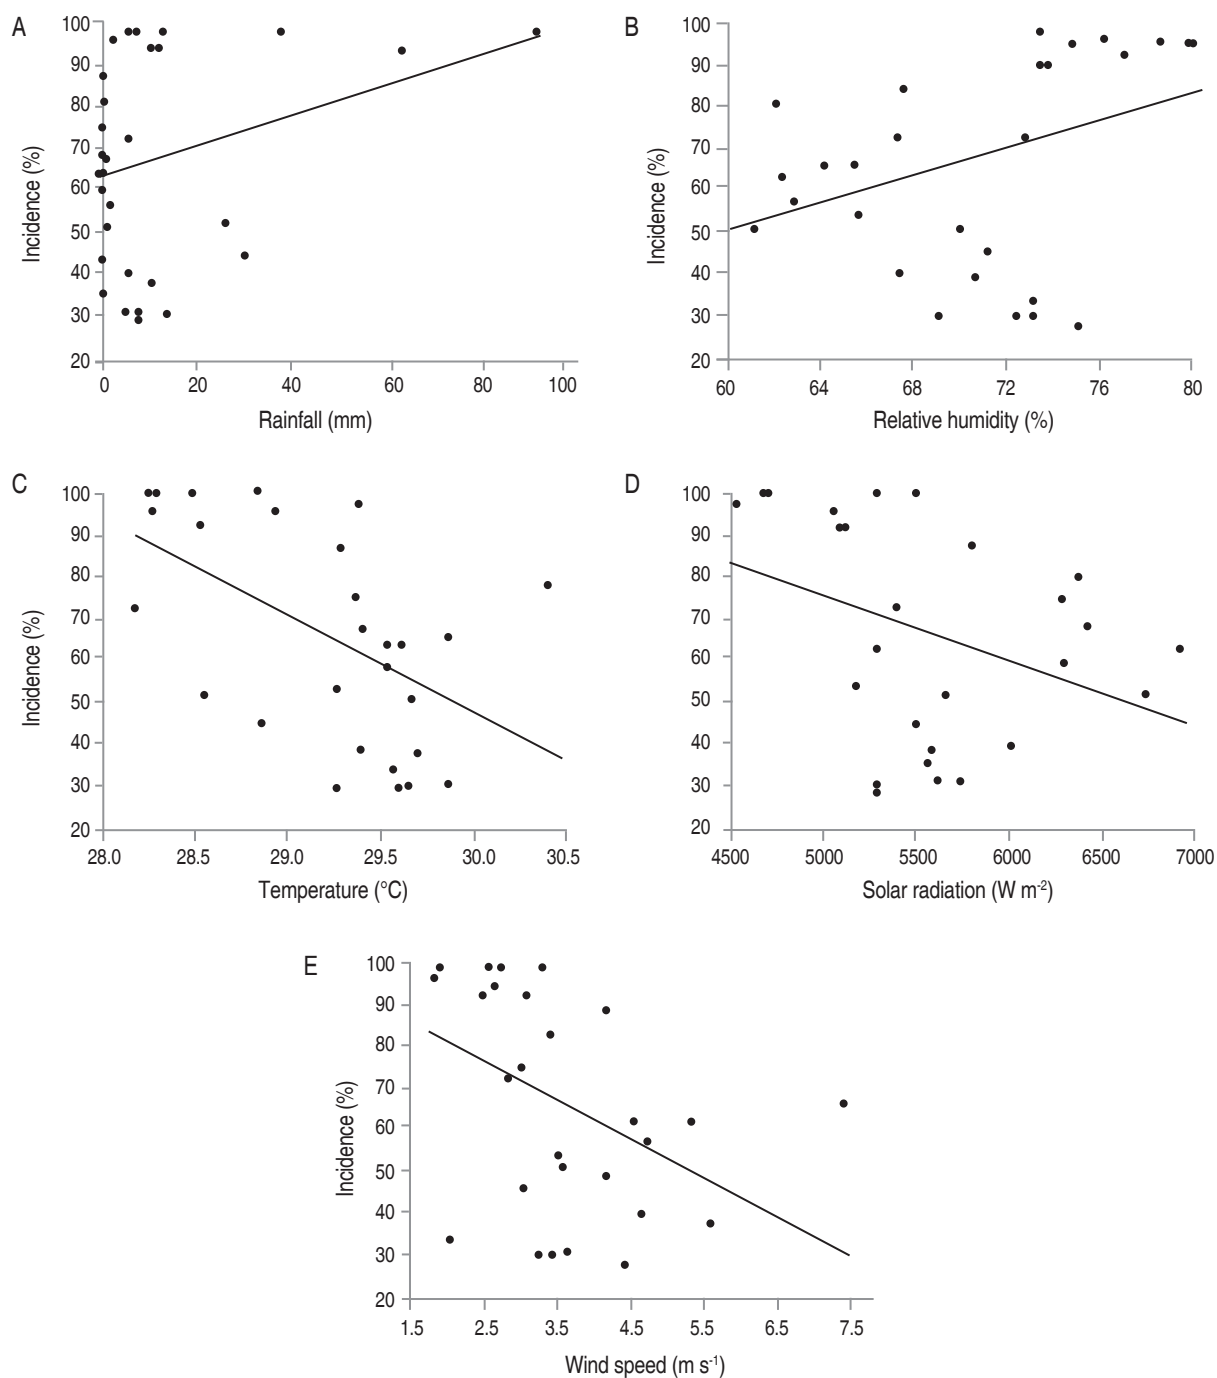 A
100
90
80
70
60
50
40
30
20
Incidence (%)
0 20 40 60 80 100
Rainfall (mm)
B
100
90
80
70
60
50
40
30
20
Incidence (%)
60 64 68 72 76 80
Relative humidity (%)
C
100
90
80
70
60
50
40
30
20
Incidence (%)
28.0 28.5 29.0 29.5 30.0 30.5
Temperature (°C)
D
100
90
80
70
60
50
40
30
20
4500 5000 5500 6000 6500 7000
Solar radiation (W m⁻²)
E
100
90
80
70
60
50
40
30
20
Incidence (%)
1.5 2.5 3.5 4.5 5.5 6.5 7.5
Wind speed (m s⁻¹)